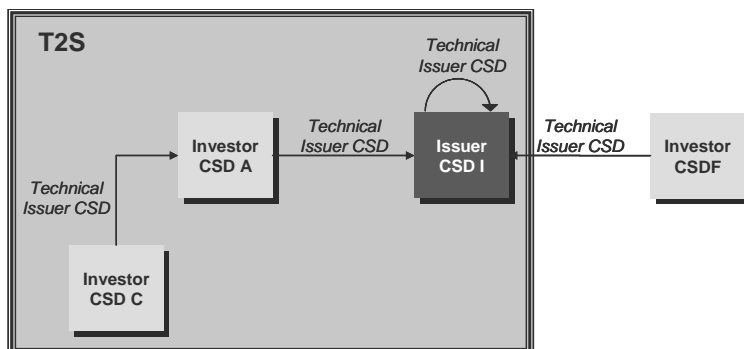 T2S
Technical
Issuer CSD
Investor
CSD A
Technical
Issuer CSD
Issuer
CSD I
Technical
Issuer CSD
Investor
CSDF
Technical
Issuer CSD
Investor
CSD C